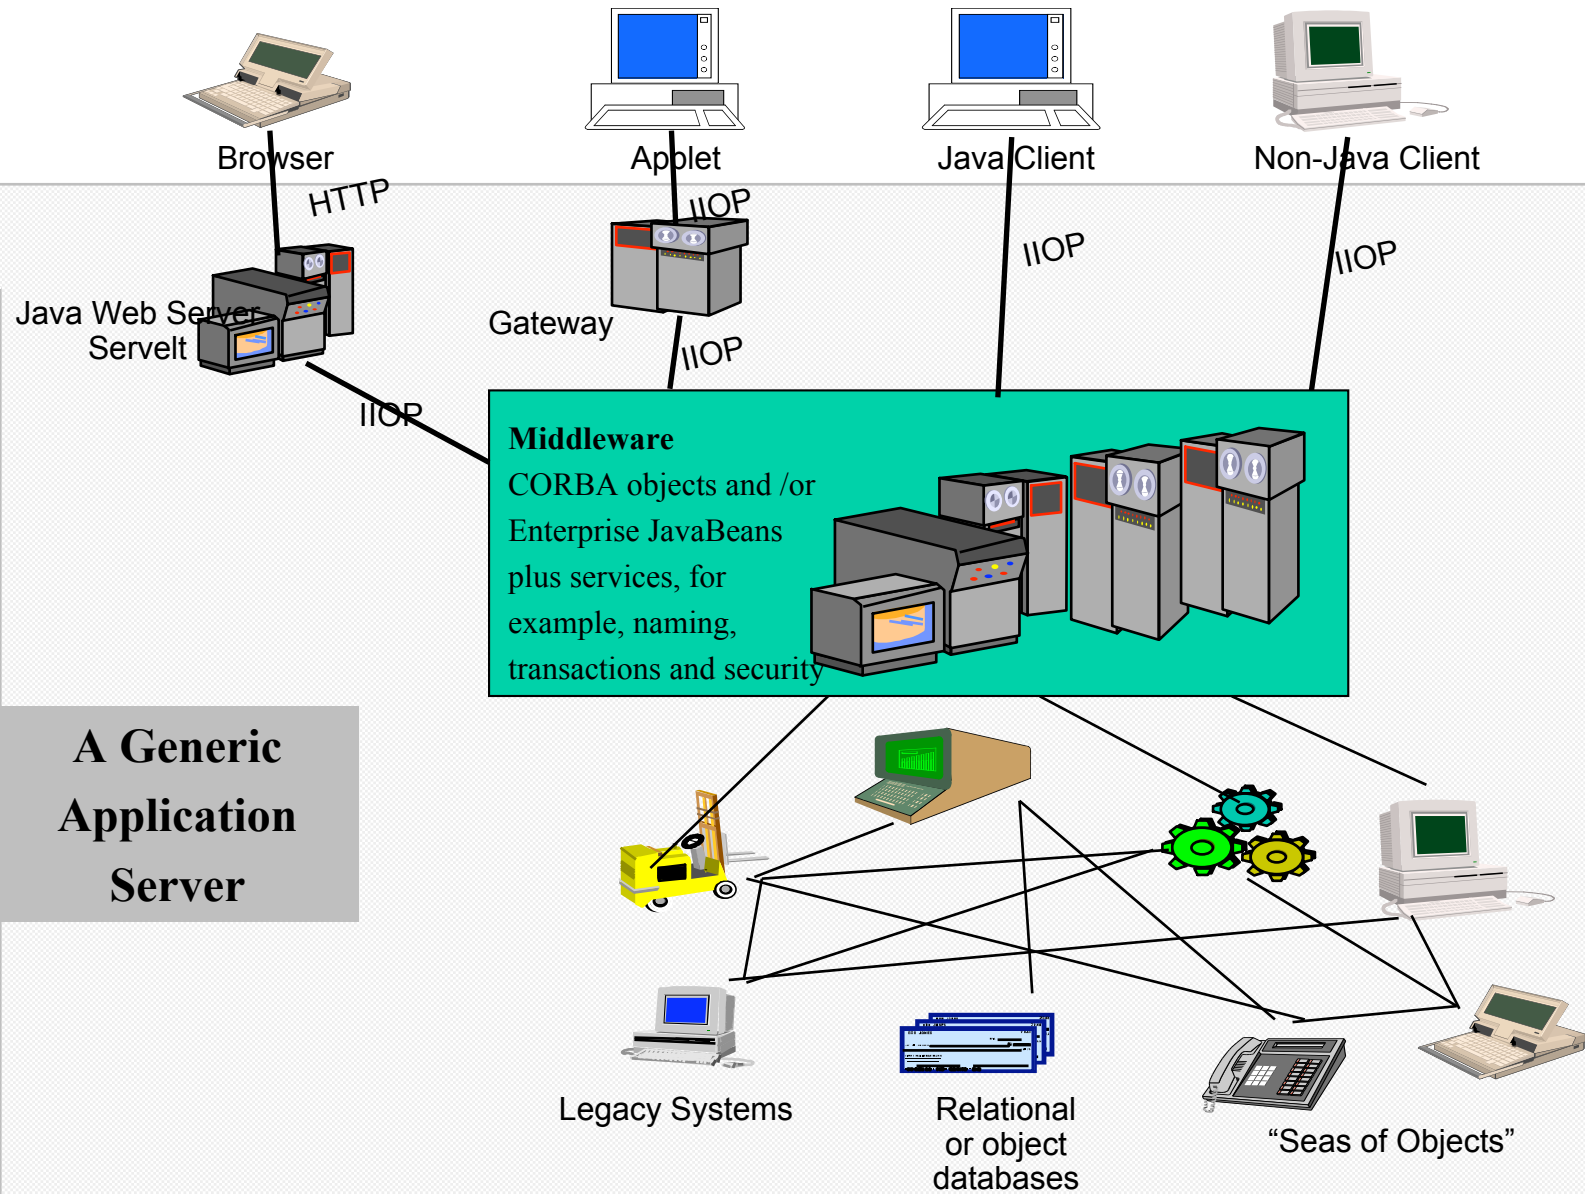 Browser
Applet
Java Client
Non-Java Client
HTTP
IIOP
IIOP
IIOP
Java Web Server
Servelt
Gateway
IIOP
IIOP
Middleware
CORBA objects and /or
Enterprise JavaBeans
plus services, for
example, naming,
transactions and security
A Generic
Application
Server
Legacy Systems
Relational
or object
databases
“Seas of Objects”